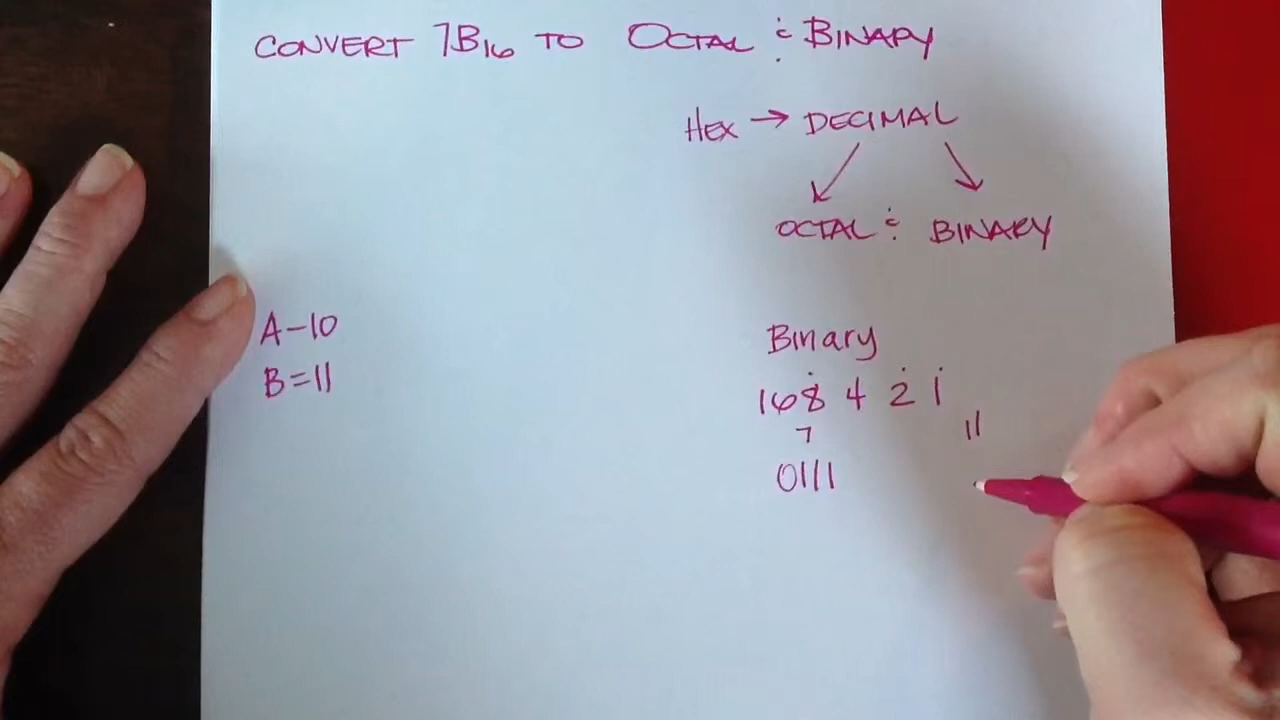 CONVERT 7B16 TO OCTAL & BINARY
HEX → DECIMAL
OCTAL & BINARY
A-10
B=11
Binary
16 8 4 2 1
7 11
0111